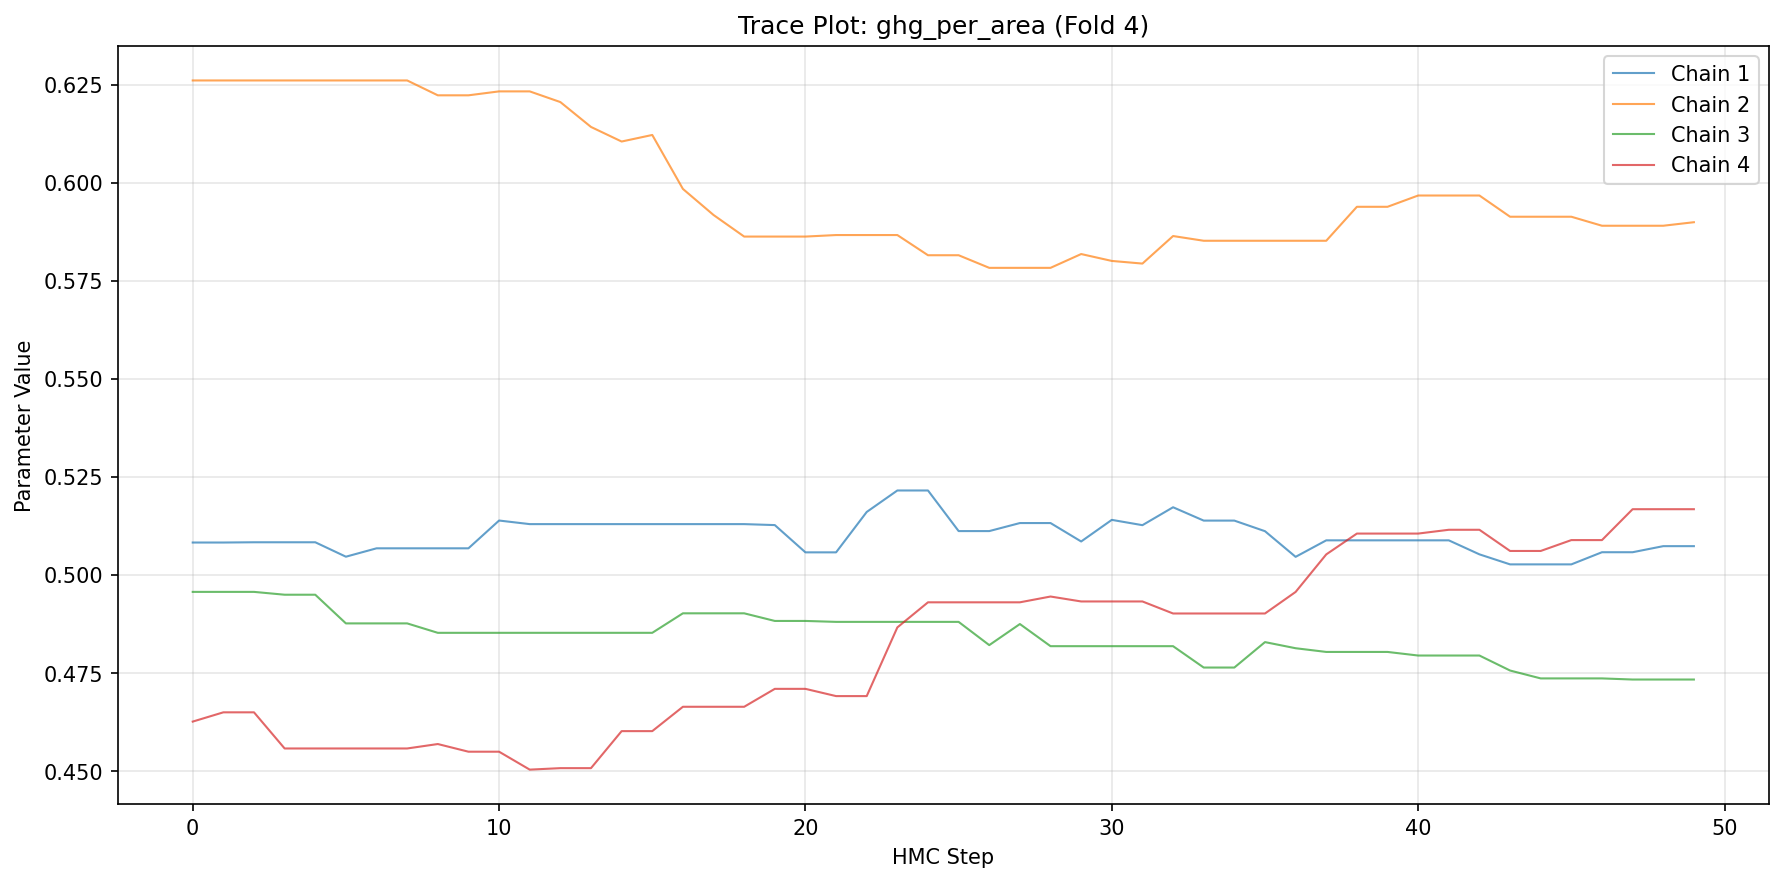 Trace Plot: ghg_per_area (Fold 4)
Chain 1
Chain 2
Chain 3
Chain 4
Parameter Value
0.625
0.600
0.575
0.550
0.525
0.500
0.475
0.450
0 10 20 30 40 50
HMC Step